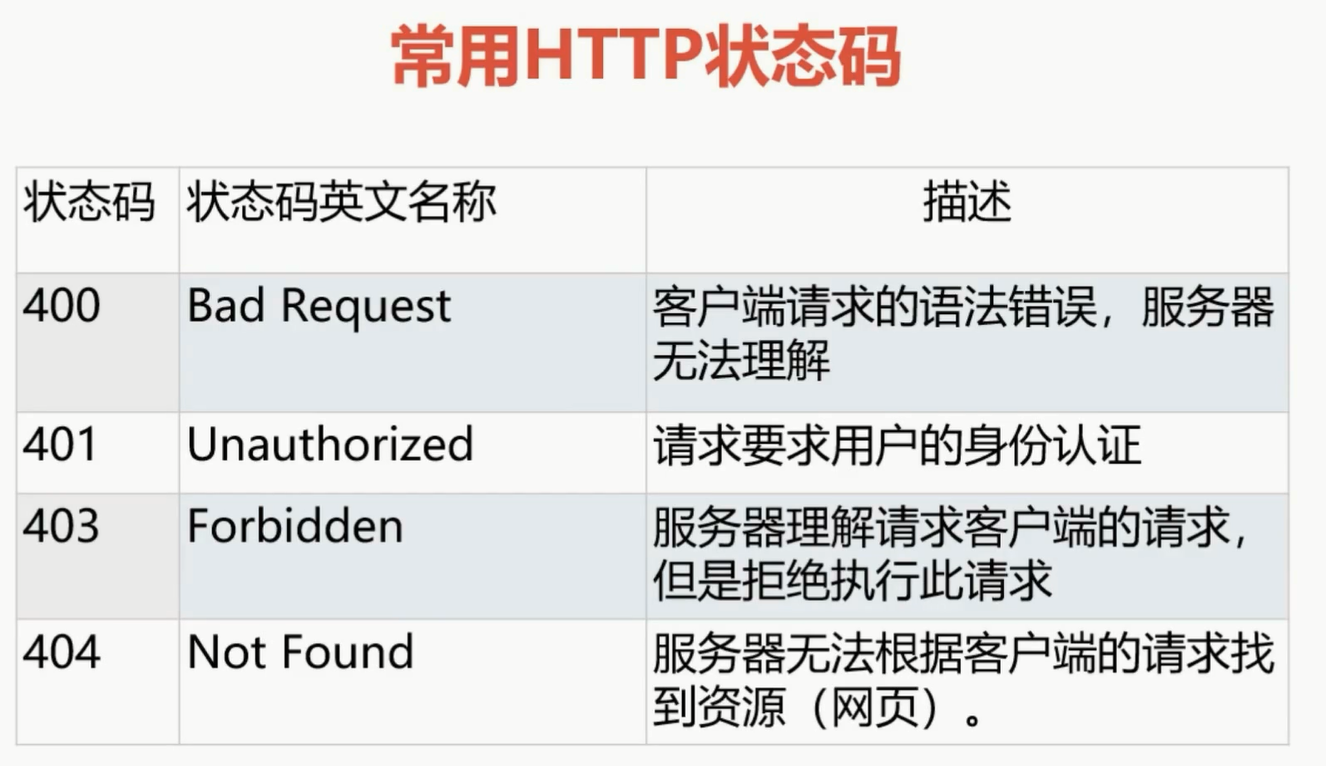 常用HTTP状态码
状态码 状态码英文名称 描述
400 Bad Request 客户端请求的语法错误，服务器
无法理解
401 Unauthorized 请求要求用户的身份认证
403 Forbidden 服务器理解请求客户端的请求，
但是拒绝执行此请求
404 Not Found 服务器无法根据客户端的请求找
到资源（网页）。